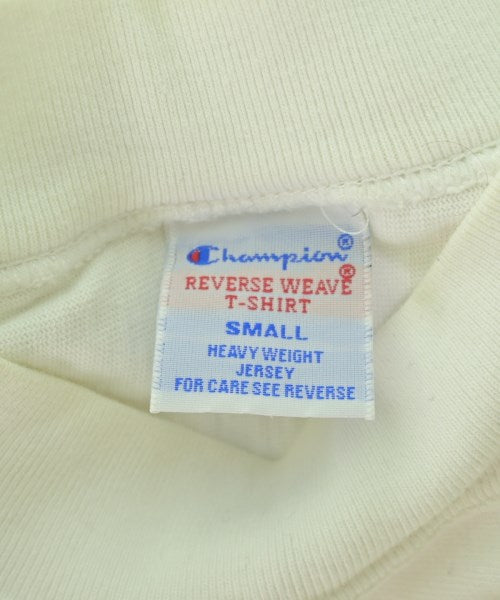 Champion®
REVERSE WEAVE®
T-SHIRT
SMALL
HEAVY WEIGHT
JERSEY
FOR CARE SEE REVERSE